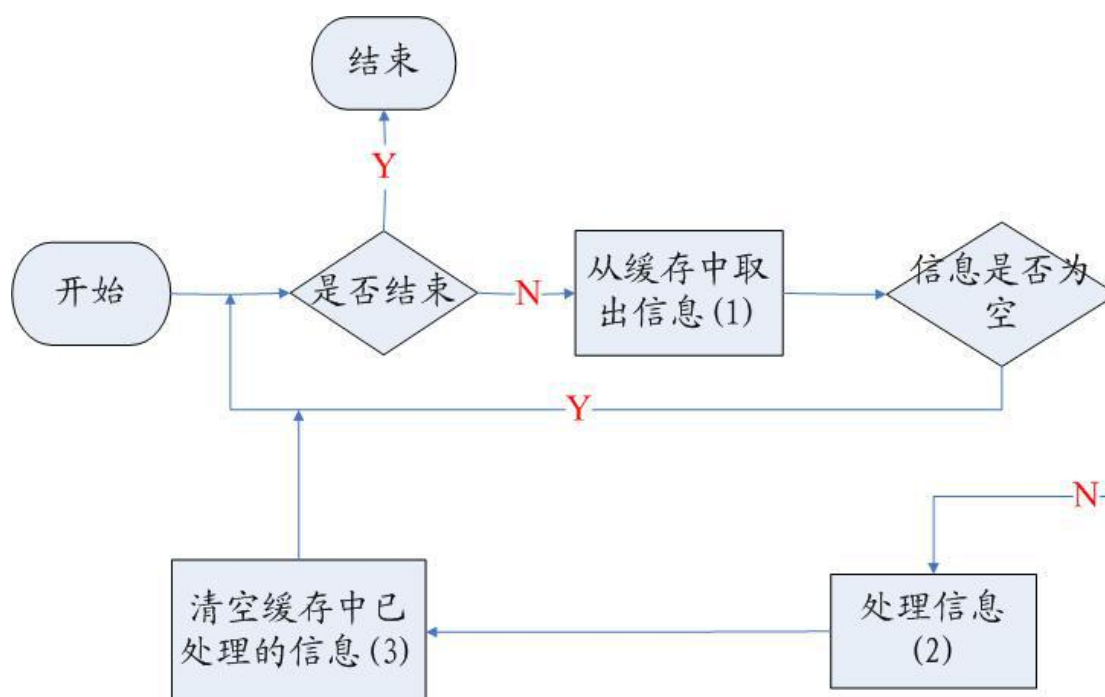 结束
Y
开始
是否结束
N
从缓存中取
出信息(1)
信息是否为
空
Y
N
清空缓存中已
处理的信息(3)
处理信息
(2)